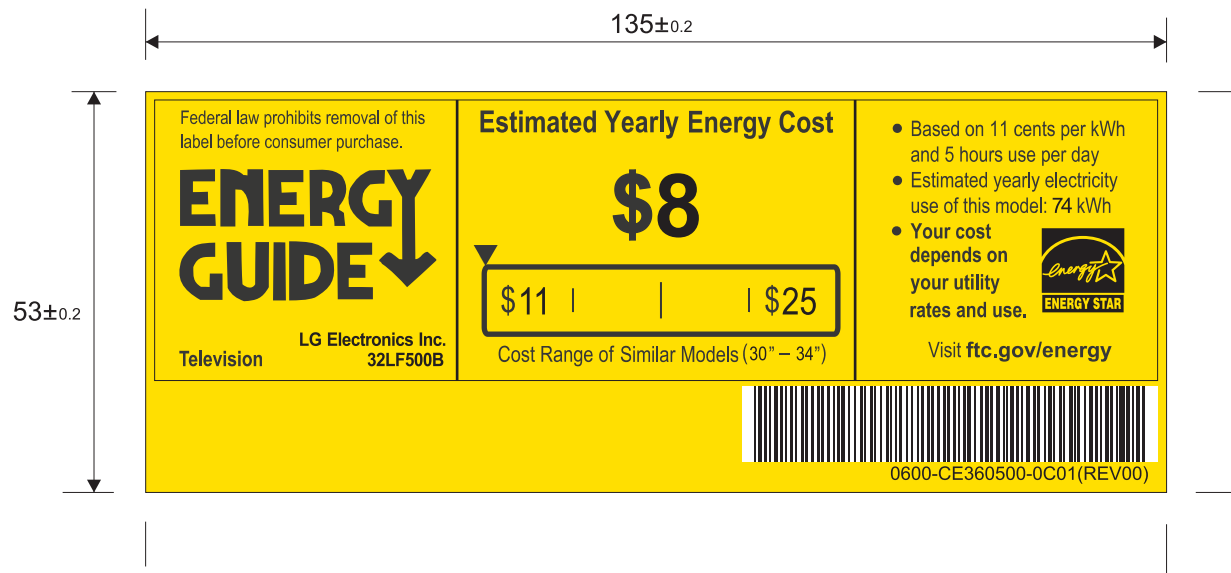 135±0.2
53±0.2
Federal law prohibits removal of this
label before consumer purchase.
ENERGY
GUIDE
LG Electronics Inc.
Television 32LF500B
Estimated Yearly Energy Cost
$8
$11 $25
Cost Range of Similar Models (30” – 34”)
● Based on 11 cents per kWh
and 5 hours use per day
● Estimated yearly electricity
use of this model: 74 kWh
● Your cost
depends on
your utility
rates and use.
energy
ENERGY STAR
Visit ftc.gov/energy
0600-CE360500-0C01(REV00)